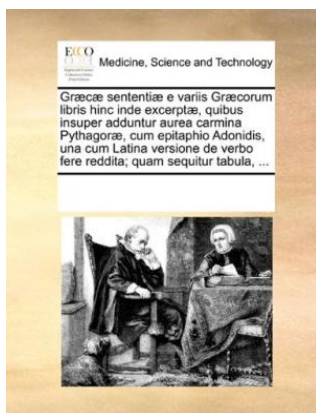 ECCO
Medicine, Science and Technology
Græcæ sententiæ e variis Græcorum
libris hinc inde excerptæ, quibus
insuper adduntur aurea carmina
Pythagoræ, cum epitaphio Adonidis,
una cum Latina versione de verbo
fere reddita; quam sequitur tabula, ...